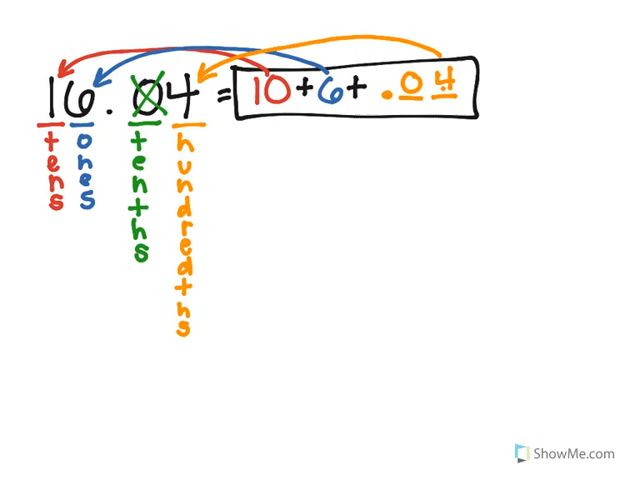 16.04 = 10+6+.04
tens
ones
tenths
hundredths
ShowMe.com